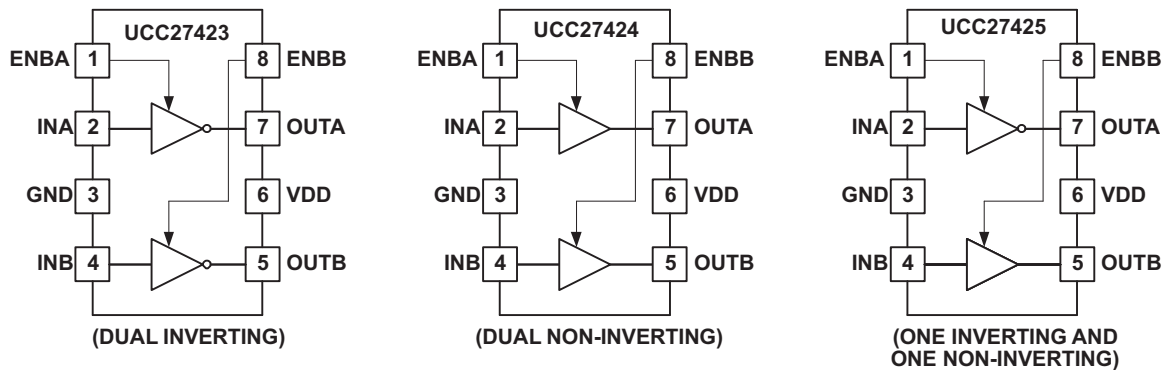 UCC27423
ENBA 1 8 ENBB
INA 2 7 OUTA
GND 3 6 VDD
INB 4 5 OUTB
(DUAL INVERTING)
UCC27424
ENBA 1 8 ENBB
INA 2 7 OUTA
GND 3 6 VDD
INB 4 5 OUTB
(DUAL NON-INVERTING)
UCC27425
ENBA 1 8 ENBB
INA 2 7 OUTA
GND 3 6 VDD
INB 4 5 OUTB
(ONE INVERTING AND
ONE NON-INVERTING)